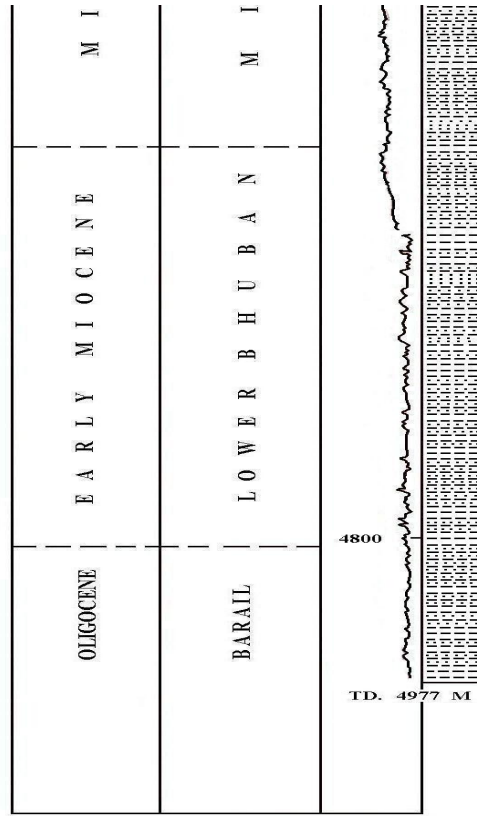 M I
M I
EARLY MIOCENE
LOWER BHUBAN
4800
OLIGOCENE
BARAIL
TD. 4977 M